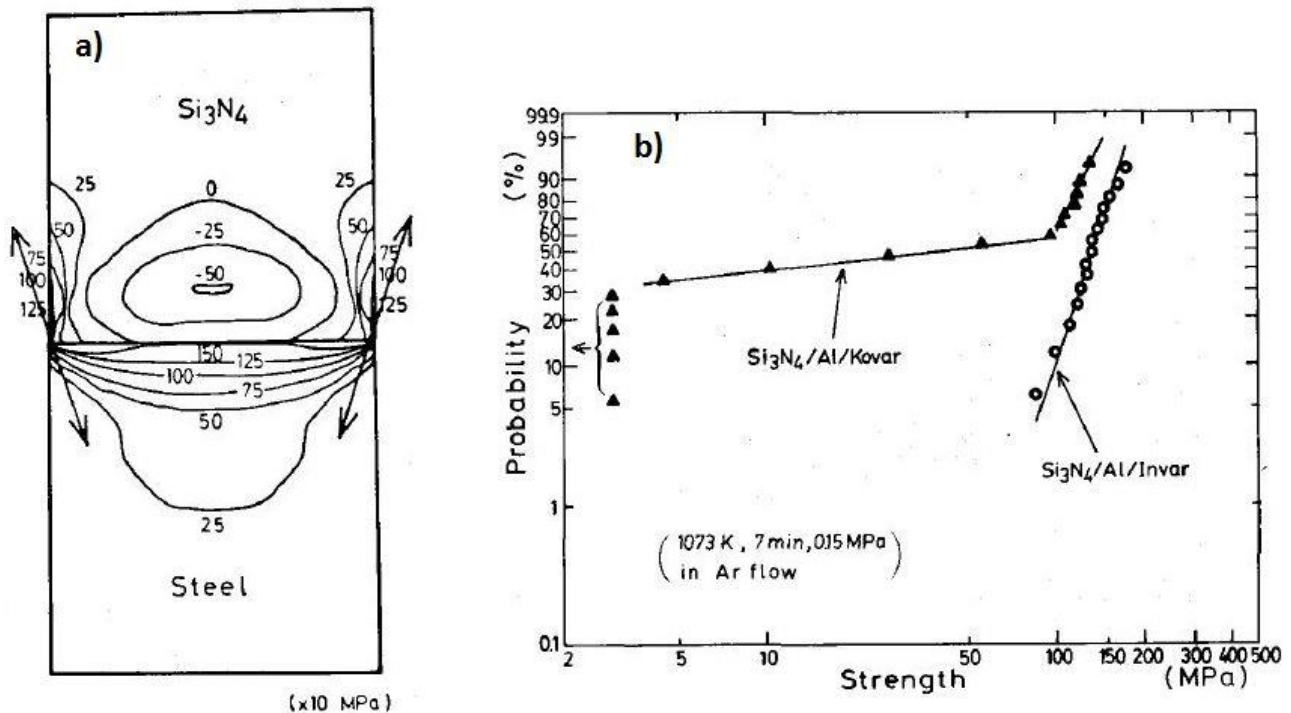 a)
Si3N4
25
0
25
-25
50
50
75
-50
75
100
100
125
125
150
125
100
75
50
25
Steel
(x10 MPa)
b)
Probability (%)
99.9
99
90
80
70
60
50
40
30
20
10
5
1
0.1
Si3N4/Al/Kovar
Si3N4/Al/Invar
(1073 K, 7min, 0.15 MPa)
in Ar flow
2 5 10 50 100 150 200 300 400 500
Strength (MPa)